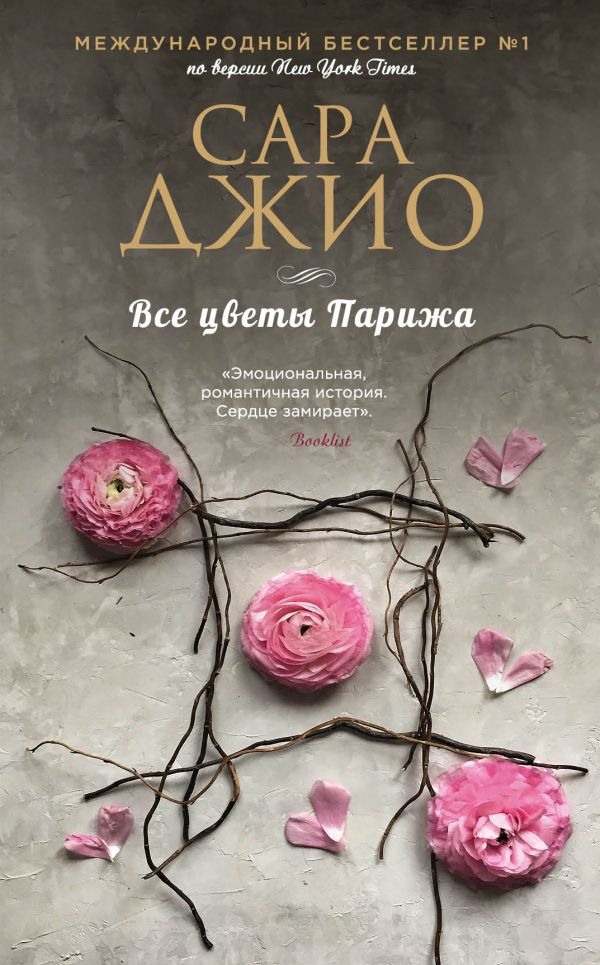 МЕЖДУНАРОДНЫЙ БЕСТСЕЛЛЕР №1
по версии New York Times
САРА
ДЖИО
Все цветы Парижа
«Эмоциональная,
романтичная история.
Сердце замирает».
Booklist